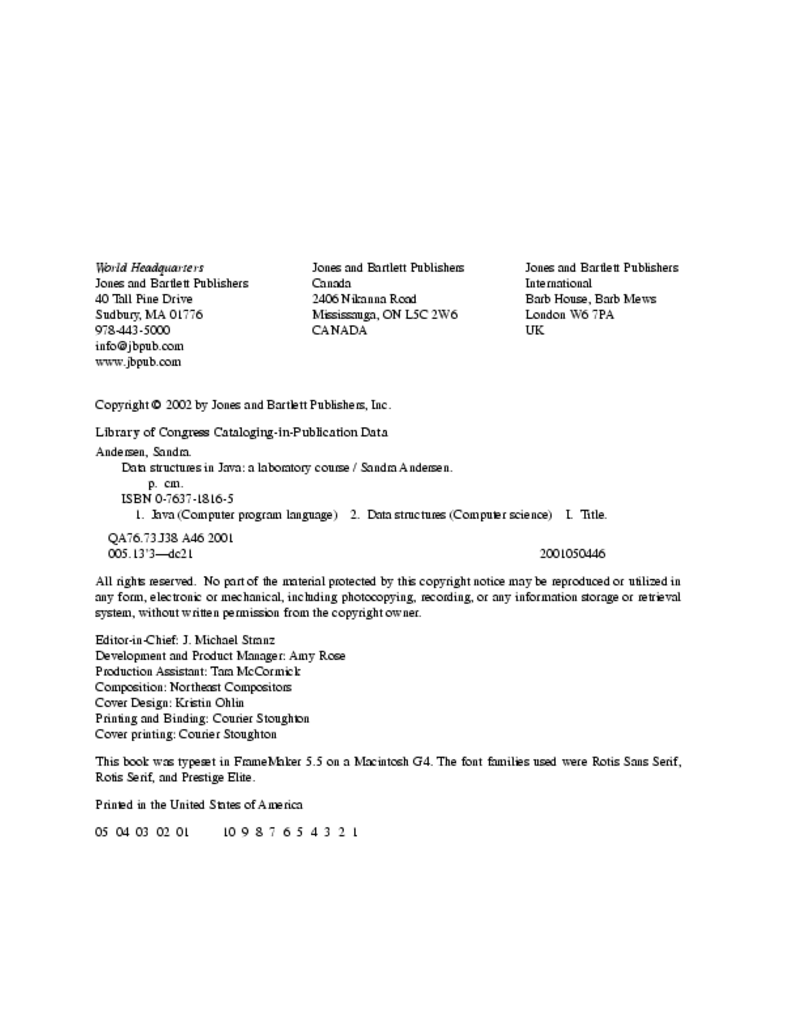 World Headquarters
Jones and Bartlett Publishers
40 Tall Pine Drive
Sudbury, MA 01776
978-443-5000
info@jbpub.com
www.jbpub.com
Jones and Bartlett Publishers
Canada
2406 Nikanna Road
Mississauga, ON L5C 2W6
CANADA
Jones and Bartlett Publishers
International
Barb House, Barb Mews
London W6 7PA
UK
Copyright © 2002 by Jones and Bartlett Publishers, Inc.
Library of Congress Cataloging-in-Publication Data
Andersen, Sandra.
Data structures in Java: a laboratory course / Sandra Andersen.
p. cm.
ISBN 0-7637-1816-5
1. Java (Computer program language) 2. Data structures (Computer science) I. Title.
QA76.73.J38 A46 2001
005.13'3—dc21 2001050446
All rights reserved. No part of the material protected by this copyright notice may be reproduced or utilized in
any form, electronic or mechanical, including photocopying, recording, or any information storage or retrieval
system, without written permission from the copyright owner.
Editor-in-Chief: J. Michael Stranz
Development and Product Manager: Amy Rose
Production Assistant: Tara McCormick
Composition: Northeast Compositors
Cover Design: Kristin Ohlin
Printing and Binding: Courier Stoughton
Cover printing: Courier Stoughton
This book was typeset in FrameMaker 5.5 on a Macintosh G4. The font families used were Rotis Sans Serif,
Rotis Serif, and Prestige Elite.
Printed in the United States of America
05 04 03 02 01 10 9 8 7 6 5 4 3 2 1